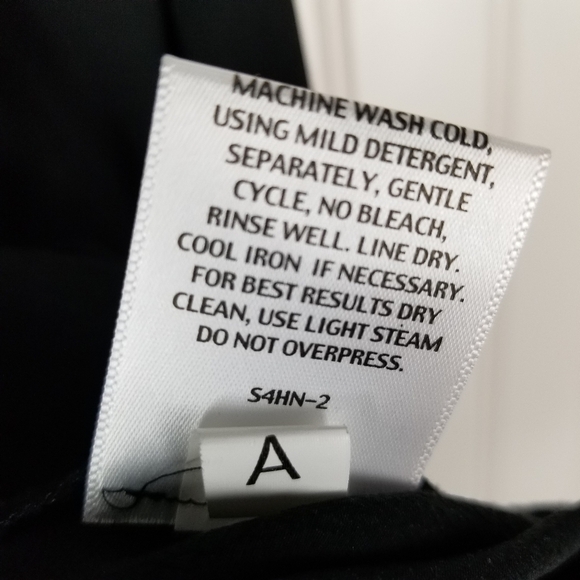 MACHINE WASH COLD,
USING MILD DETERGENT,
SEPARATELY, GENTLE
CYCLE, NO BLEACH,
RINSE WELL. LINE DRY.
COOL IRON IF NECESSARY.
FOR BEST RESULTS DRY
CLEAN, USE LIGHT STEAM
DO NOT OVERPRESS.
S4HN-2
A